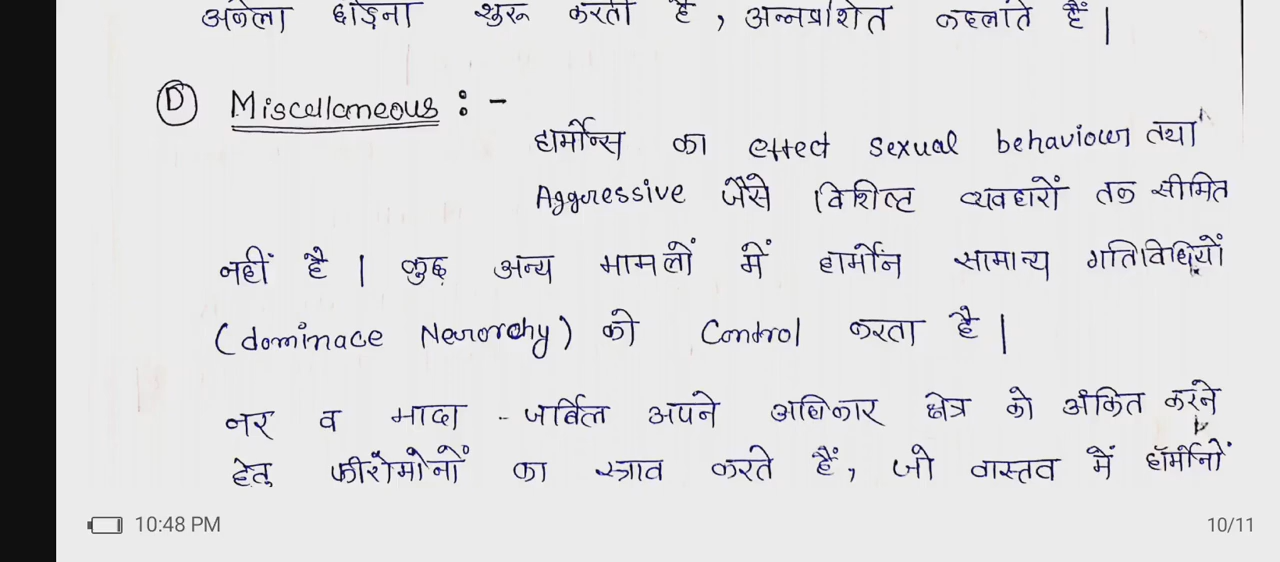 अकेला छोड़ना शुरू करती है, अन्नप्राशित कहलाते हैं|
(D) Miscellaneous : -
हार्मोन्स का effect sexual behaviour तथा
Aggressive जैसे विशिष्ट व्यवहारों तक सीमित
नहीं है | कुछ अन्य मामलों में हार्मोन सामान्य गतिविधियों
(dominace Nerorchy) को Control करता है |
नर व मादा - जर्बिल अपने अधिकार क्षेत्र को अंकित करने
हेतु फीरोमोनों का स्त्राव करते हैं, जो वास्तव में हॉर्मोनों
10:48 PM
10/11